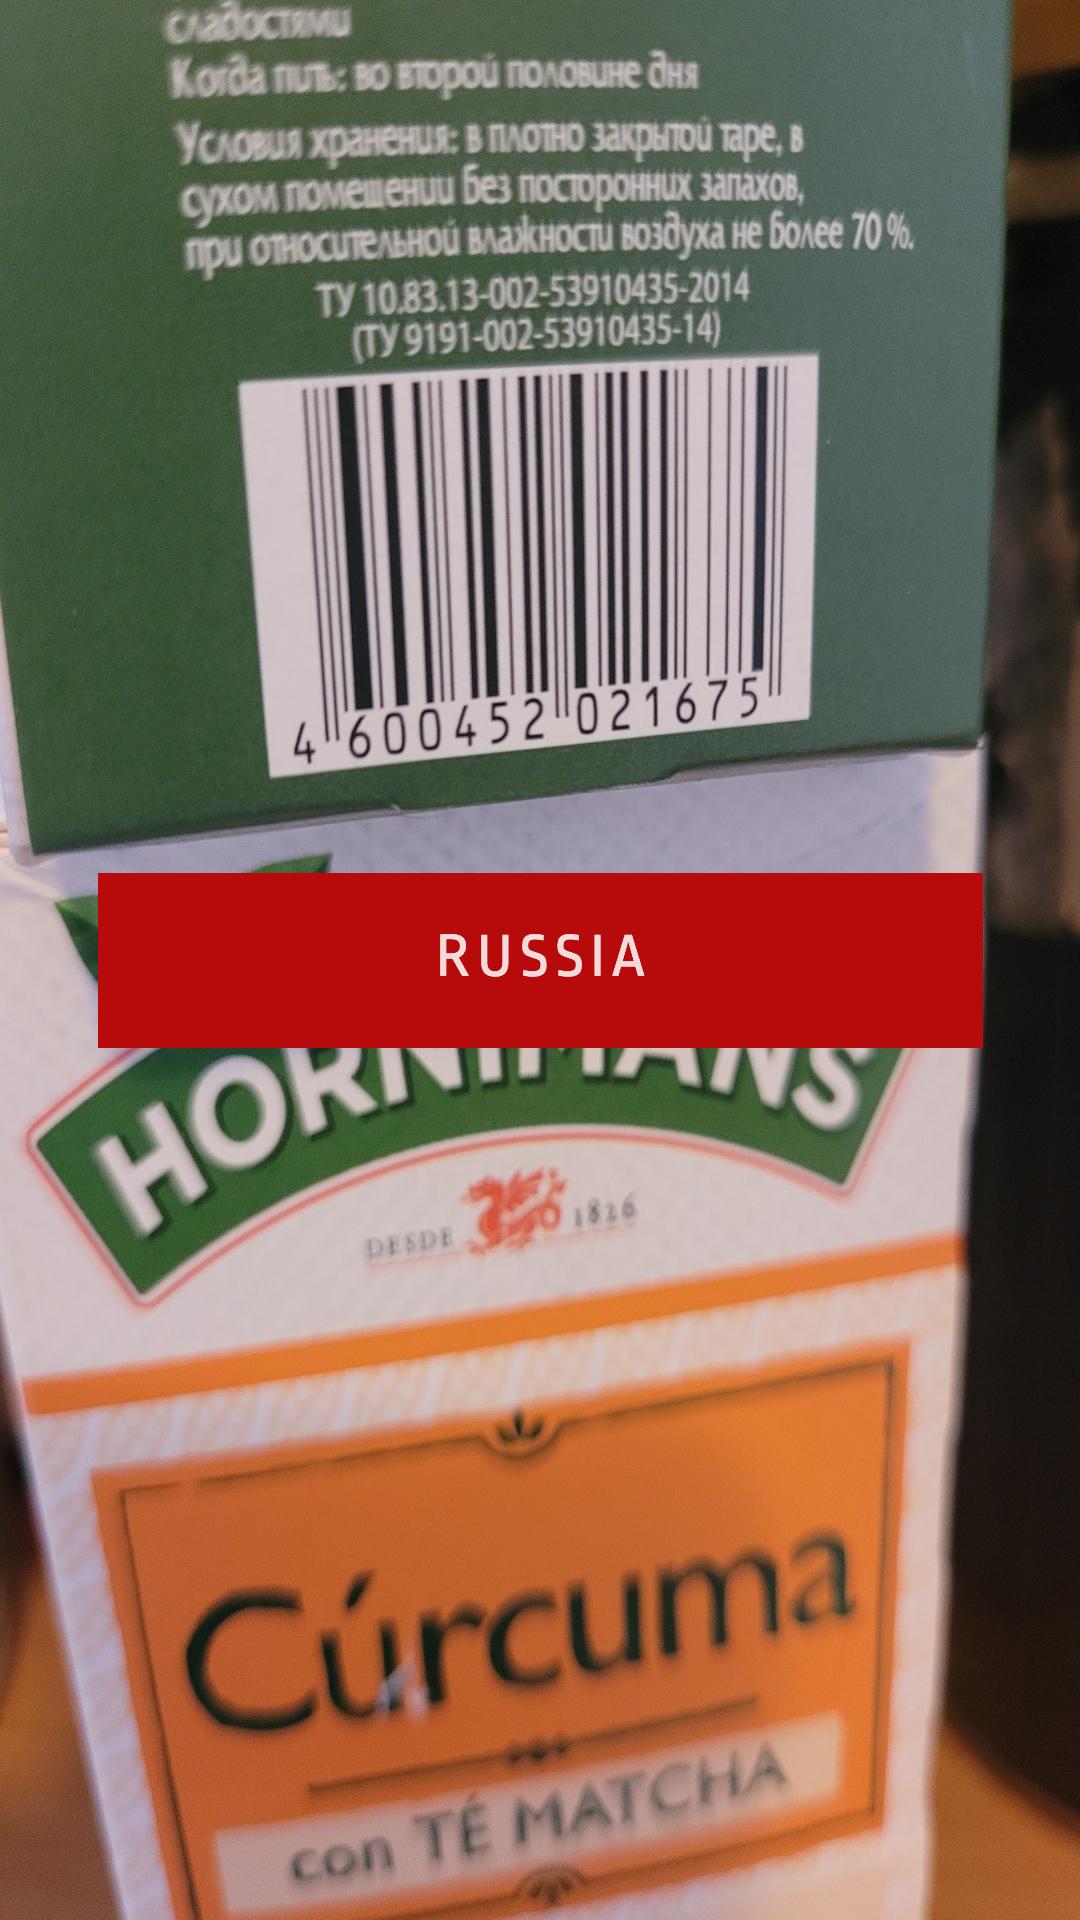 сладостями
Когда пить: во второй половине дня
Условия хранения: в плотно закрытой таре, в
сухом помещении без посторонних запахов,
при относительной влажности воздуха не более 70 %.
ТУ 10.83.13-002-53910435-2014
(ТУ 9191-002-53910435-14)
4 600452 021675
RUSSIA
HORNIMANS
DESDE 1826
Cúrcuma
con TÉ MATCHA